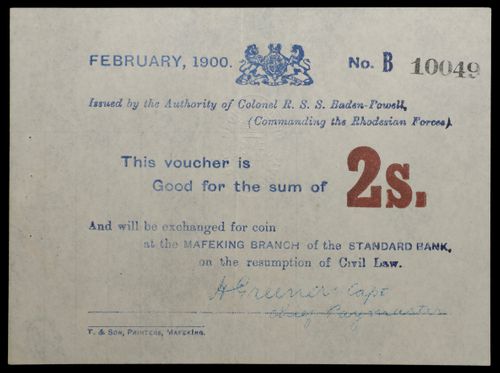 FEBRUARY, 1900. No. B 10049
Issued by the Authority of Colonel R. S. S. Baden-Powell,
(Commanding the Rhodesian Forces).
This voucher is
Good for the sum of 2s.
And will be exchanged for coin
at the MAFEKING BRANCH of the STANDARD BANK,
on the resumption of Civil Law.
H Greener Capt
Chief Paymaster
T. & SON, PRINTERS, MAFEKING.